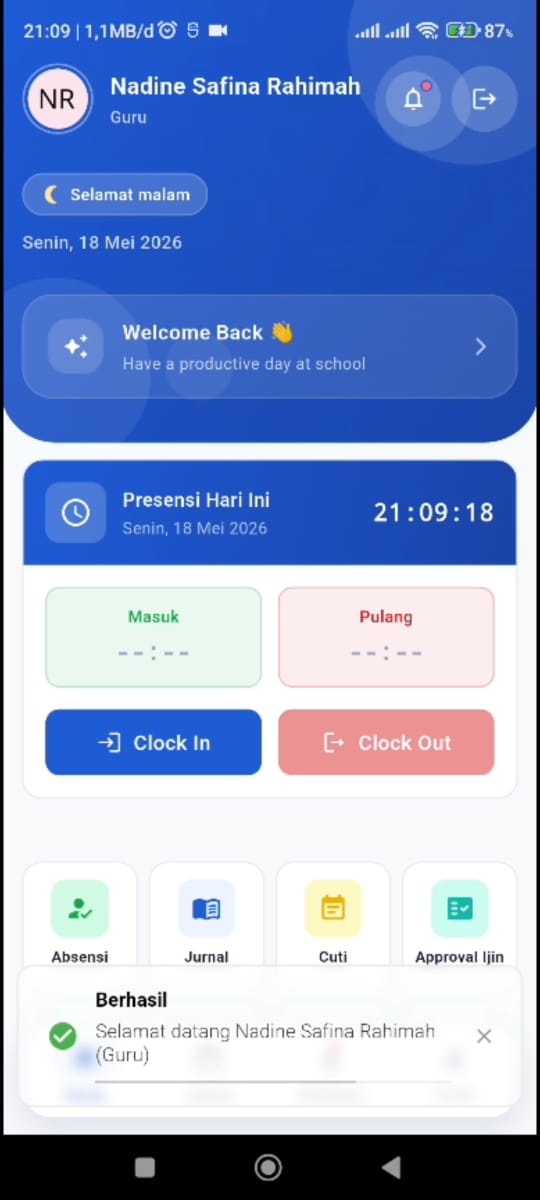 21:09 | 1,1MB/d
87%
NR
Nadine Safina Rahimah
Guru
Selamat malam
Senin, 18 Mei 2026
Welcome Back 👋
Have a productive day at school
Presensi Hari Ini
Senin, 18 Mei 2026
21:09:18
Masuk
--:--
Pulang
--:--
Clock In
Clock Out
Absensi
Jurnal
Cuti
Approval Ijin
Berhasil
Selamat datang Nadine Safina Rahimah
(Guru)